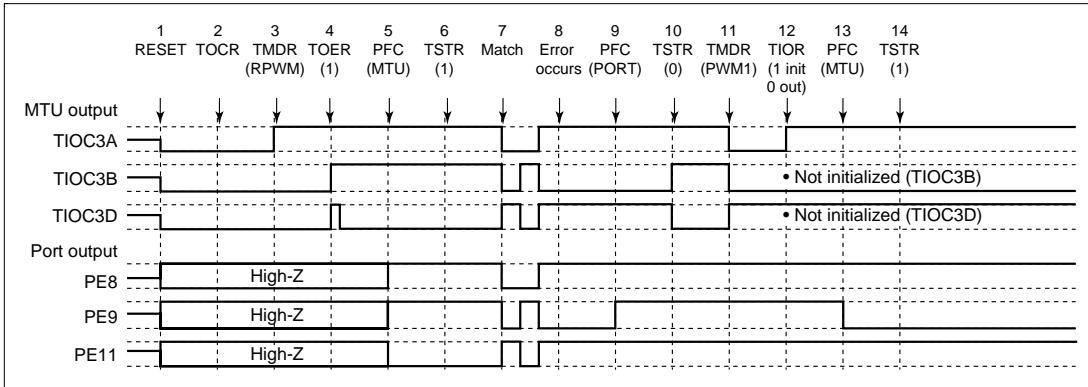 1 2 3 4 5 6 7 8 9 10 11 12 13 14
RESET TOCR TMDR TOER PFC TSTR Match Error PFC TSTR TMDR TIOR PFC TSTR
(RPWM) (1) (MTU) (1) occurs (PORT) (0) (PWM1) (1 init (MTU) (1)
0 out)
MTU output
TIOC3A
TIOC3B
• Not initialized (TIOC3B)
TIOC3D
• Not initialized (TIOC3D)
Port output
PE8
High-Z
PE9
High-Z
PE11
High-Z